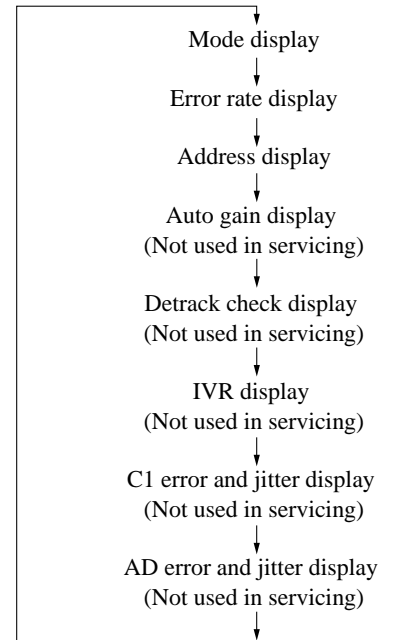 Mode display
Error rate display
Address display
Auto gain display
(Not used in servicing)
Detrack check display
(Not used in servicing)
IVR display
(Not used in servicing)
C1 error and jitter display
(Not used in servicing)
AD error and jitter display
(Not used in servicing)